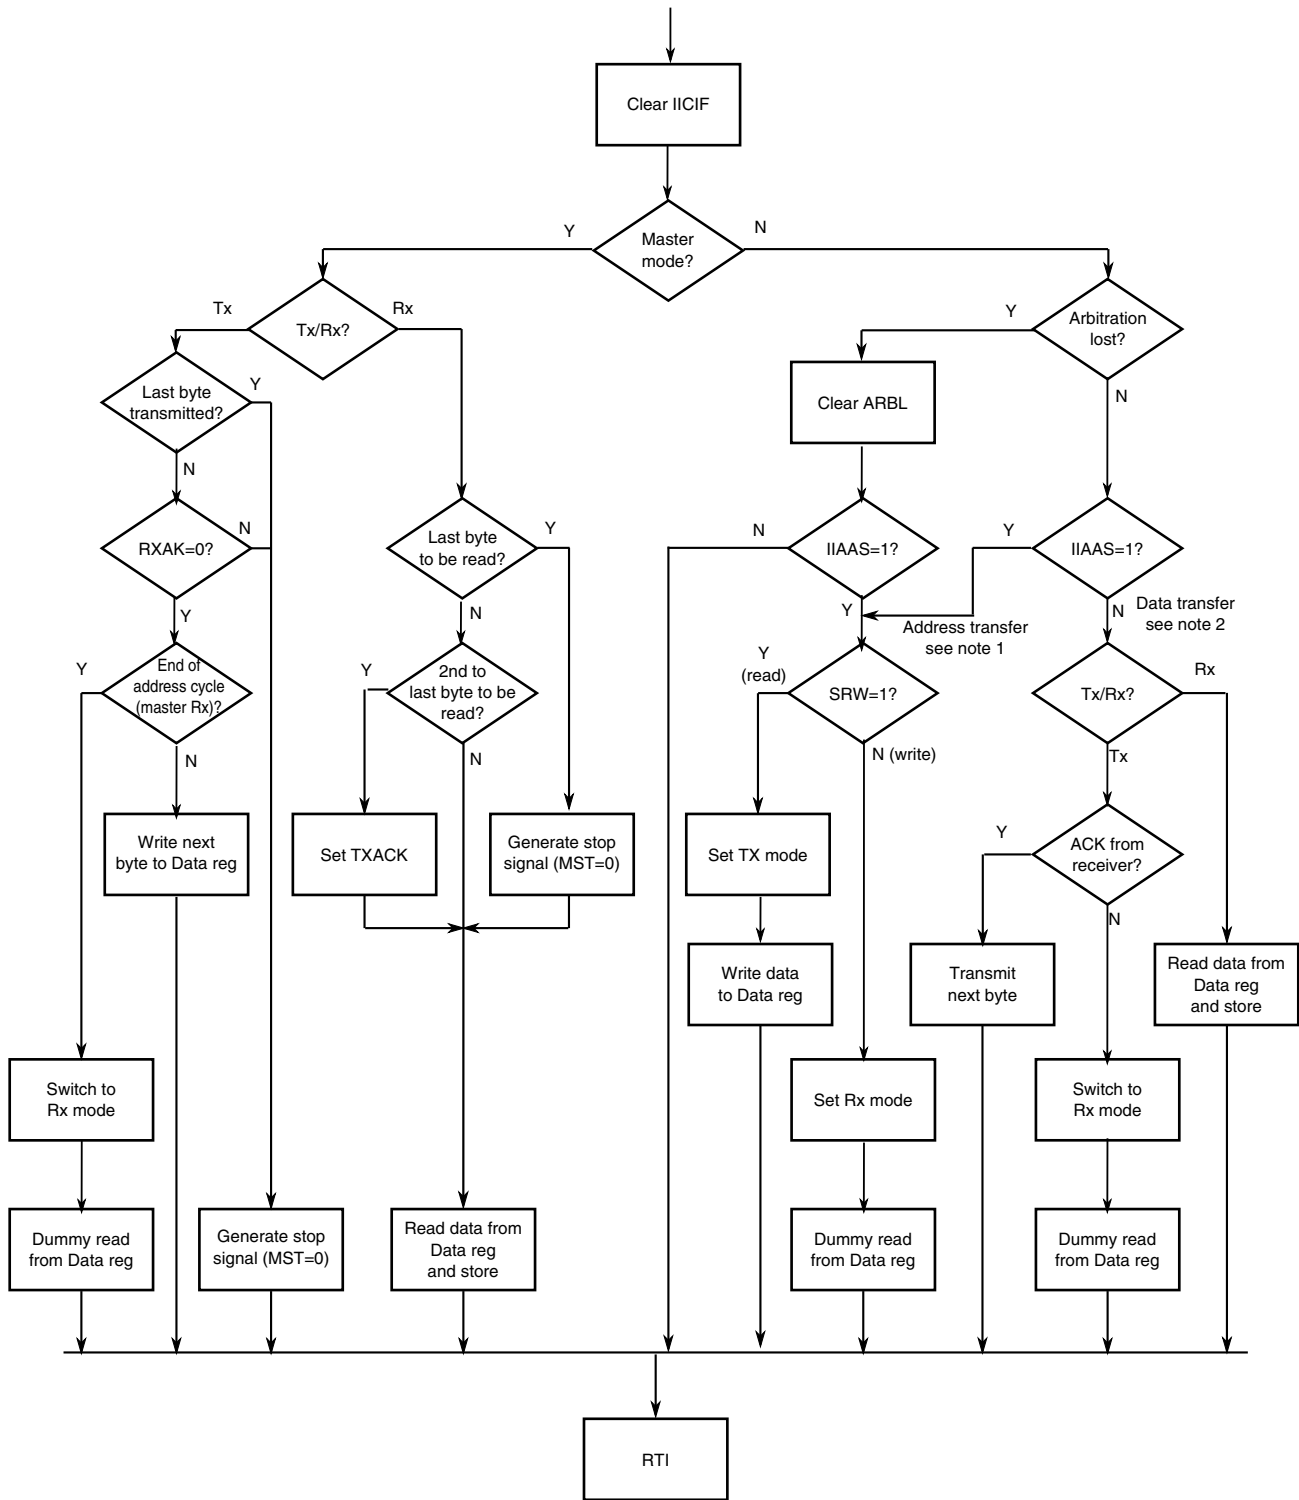 Clear IICIF
Master
mode?
Y
N
Tx/Rx?
Tx
Rx
Arbitration
lost?
Y
N
Last byte
transmitted?
Y
N
Clear ARBL
RXAK=0?
N
Y
Last byte
to be read?
Y
N
IIAAS=1?
N
Y
IIAAS=1?
Y
N
Address transfer
see note 1
Data transfer
see note 2
End of
address cycle
(master Rx)?
Y
N
2nd to
last byte to be
read?
Y
N
SRW=1?
Y
(read)
N (write)
Tx/Rx?
Rx
Tx
Write next
byte to Data reg
Set TXACK
Generate stop
signal (MST=0)
Set TX mode
ACK from
receiver?
Y
N
Write data
to Data reg
Transmit
next byte
Read data from
Data reg
and store
Switch to
Rx mode
Set Rx mode
Switch to
Rx mode
Dummy read
from Data reg
Generate stop
signal (MST=0)
Read data from
Data reg
and store
Dummy read
from Data reg
Dummy read
from Data reg
RTI